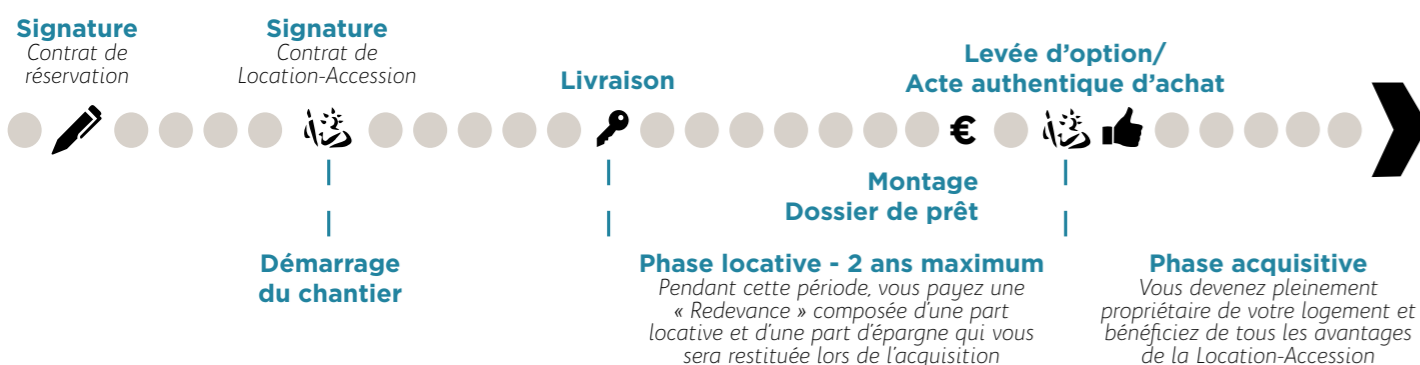 Signature
Contrat de
réservation
Signature
Contrat de
Location-Accession
Livraison
Levée d'option/
Acte authentique d'achat
€
Montage
Dossier de prêt
Démarrage
du chantier
Phase locative - 2 ans maximum
Pendant cette période, vous payez une
« Redevance » composée d'une part
locative et d'une part d'épargne qui vous
sera restituée lors de l'acquisition
Phase acquisitive
Vous devenez pleinement
propriétaire de votre logement et
bénéficiez de tous les avantages
de la Location-Accession